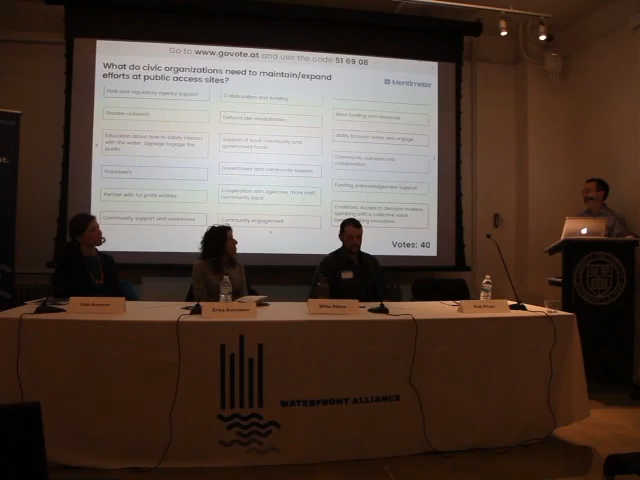 Go to www.govote.at and use the code 51 69 08
What do civic organizations need to maintain/expand
efforts at public access sites?
Mentimeter
Park and regulatory agency support
Collaboration and funding
Greater outreach
Defunct pier rehabilitation
More funding and resources
Education about how to safely interact
with the water. Signage Engage the
public
Support of local community and
government funds
ability to reach water and engage
Volunteers
Government and community support
Community outreach and
collaboration
Partner with for profit entities
Cooperation with agencies, more staff
community input
Funding Acknowledgement Support
Community support and awareness
Community engagement
Coalitions. Access to decision makers,
speaking with a collective voice
Votes: 40
WATERFRONT ALLIANCE